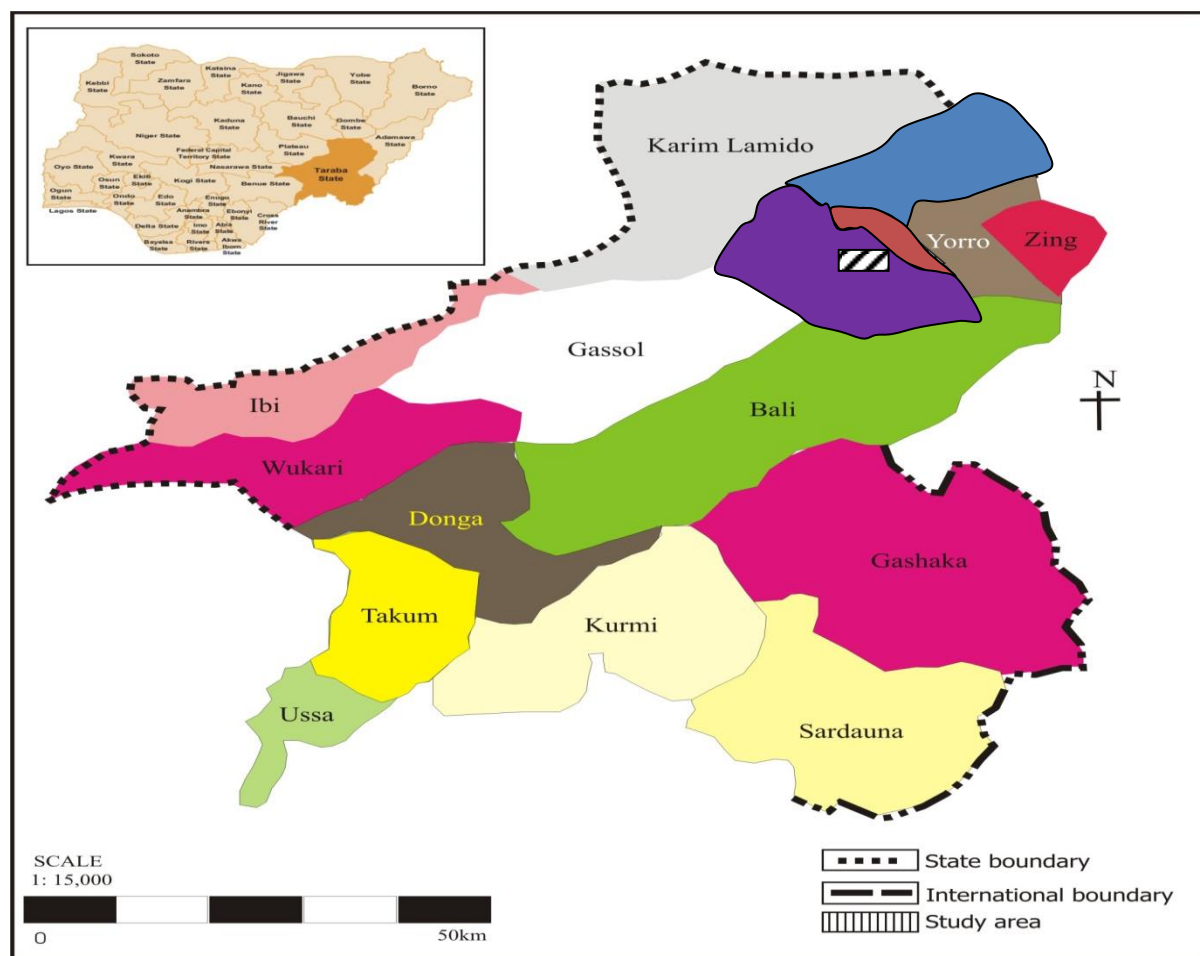 Sokoto
State
Kebbi
State
Zamfara
State
Katsina
State
Kano
State
Jigawa
State
Yobe
State
Borno
State
Kaduna
State
Bauchi
State
Gombe
State
Adamawa
State
Niger State
Plateau
State
Federal Capital
Territory State
Kwara
State
Nasarawa State
Taraba
State
Oyo State
Ekiti
State
Kogi State
Benue State
Osun
State
Ogun
State
Ondo
State
Edo
State
Enugu
State
Lagos State
Anambra
State
Ebonyi
State
Cross
River
State
Delta State
Imo
State
Abia
State
Bayelsa
State
Rivers
State
Akwa
Ibom
State
Karim Lamido
Yorro
Zing
Gassol
N
Ibi
Bali
Wukari
Donga
Gashaka
Takum
Kurmi
Ussa
Sardauna
SCALE
1: 15,000
0
50km
State boundary
International boundary
Study area